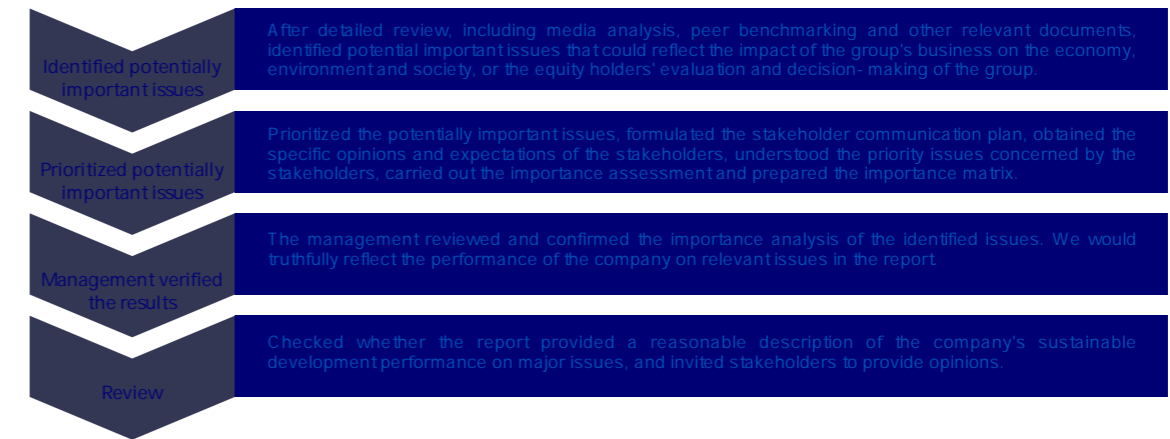 Identified potentially
important issues
After detailed review, including media analysis, peer benchmarking and other relevant documents,
identified potential important issues that could reflect the impact of the group's business on the economy,
environment and society, or the equity holders' evaluation and decision- making of the group.
Prioritized potentially
important issues
Prioritized the potentially important issues, formulated the stakeholder communication plan, obtained the
specific opinions and expectations of the stakeholders, understood the priority issues concerned by the
stakeholders, carried out the importance assessment and prepared the importance matrix.
Management verified
the results
The management reviewed and confirmed the importance analysis of the identified issues. We would
truthfully reflect the performance of the company on relevant issues in the report
Review
Checked whether the report provided a reasonable description of the company's sustainable
development performance on major issues, and invited stakeholders to provide opinions.